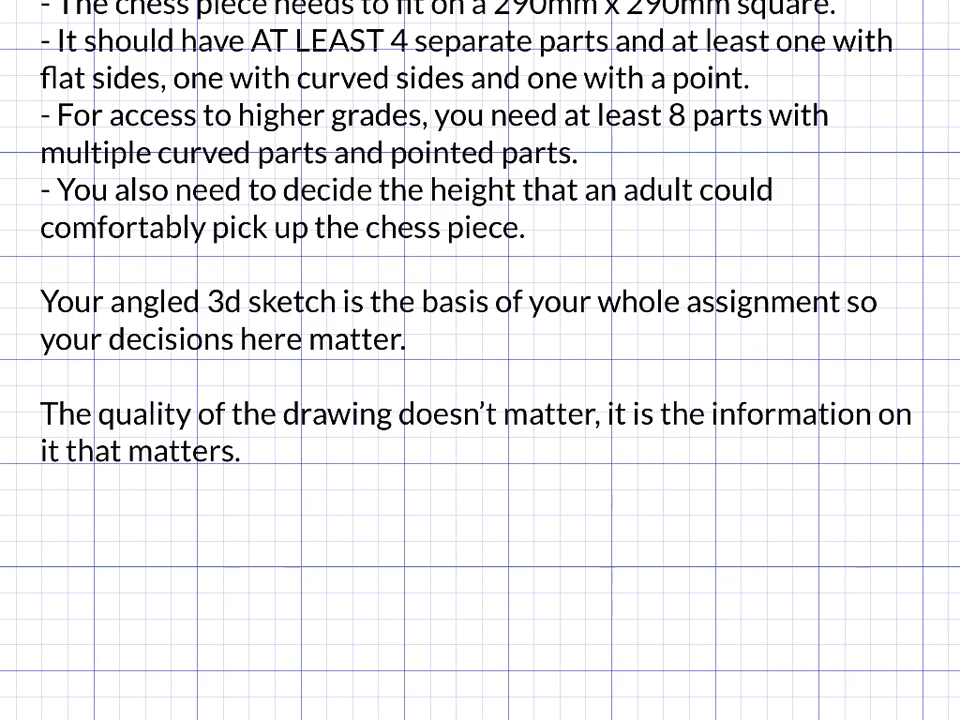 - The chess piece needs to fit on a 290mm x 290mm square.
- It should have AT LEAST 4 separate parts and at least one with
flat sides, one with curved sides and one with a point.
- For access to higher grades, you need at least 8 parts with
multiple curved parts and pointed parts.
- You also need to decide the height that an adult could
comfortably pick up the chess piece.
Your angled 3d sketch is the basis of your whole assignment so
your decisions here matter.
The quality of the drawing doesn’t matter, it is the information on
it that matters.